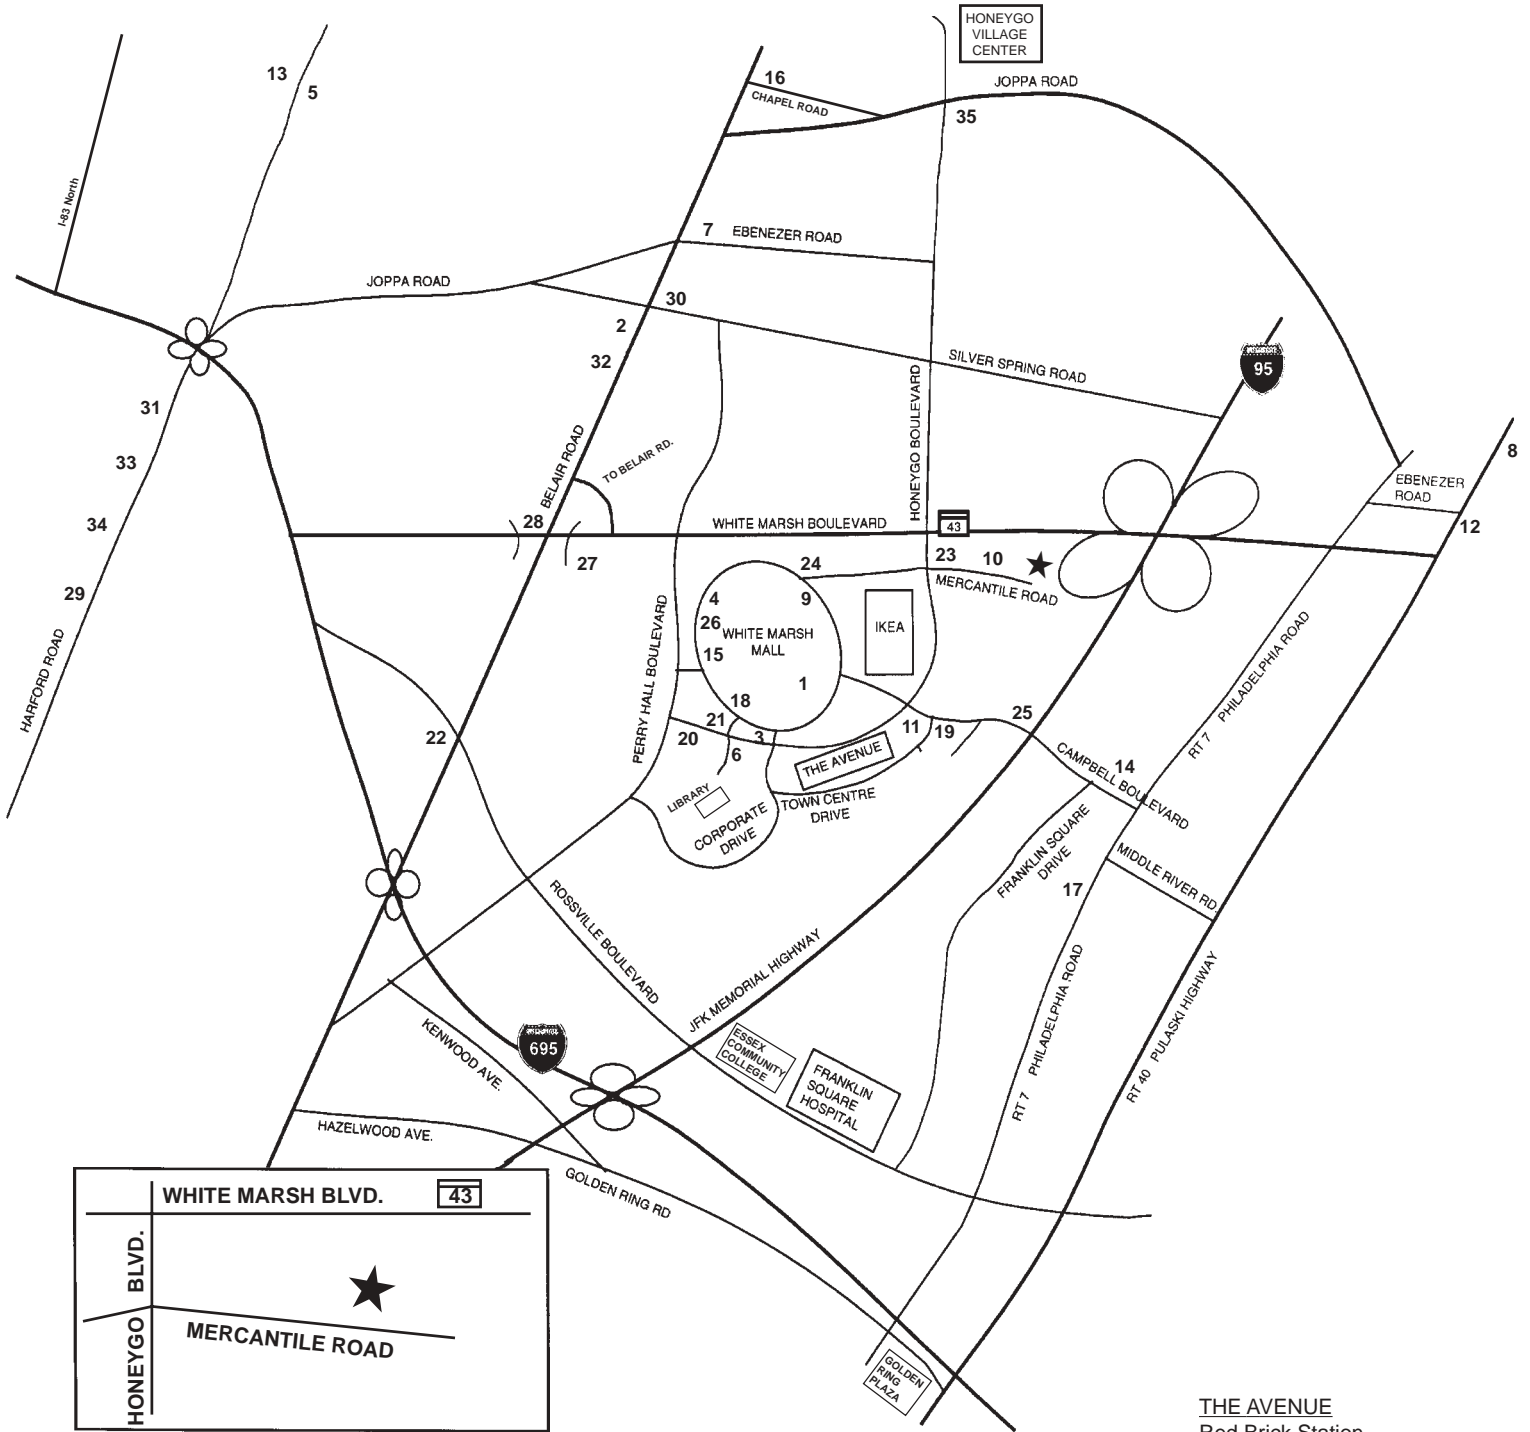 HONEYGO
VILLAGE
CENTER
13
5
16
CHAPEL ROAD
JOPPA ROAD
35
I-83 North
7
EBENEZER ROAD
JOPPA ROAD
30
2
32
SILVER SPRING ROAD
95
HONEYGO BOULEVARD
31
33
34
29
HARFORD ROAD
BELAIR ROAD
TO BELAIR RD.
28
27
WHITE MARSH BOULEVARD
43
8
EBENEZER
ROAD
12
24
23
10
MERCANTILE ROAD
4
9
26
WHITE MARSH
MALL
15
1
18
IKEA
PERRY HALL BOULEVARD
21
20
3
6
11
19
25
22
THE AVENUE
LIBRARY
TOWN CENTRE
DRIVE
CORPORATE
DRIVE
14
CAMPBELL BOULEVARD
RT 7 PHILADELPHIA ROAD
FRANKLIN SQUARE
DRIVE
17
MIDDLE RIVER RD.
ROSSVILLE BOULEVARD
JFK MEMORIAL HIGHWAY
RT 7 PHILADELPHIA ROAD
RT 40 PULASKI HIGHWAY
KENWOOD AVE.
695
ESSEX
COMMUNITY
COLLEGE
FRANKLIN
SQUARE
HOSPITAL
HAZELWOOD AVE.
GOLDEN RING RD
WHITE MARSH BLVD.
43
HONEYGO BLVD.
MERCANTILE ROAD
GOLDEN
RING
PLAZA
THE AVENUE
Red Brick Station